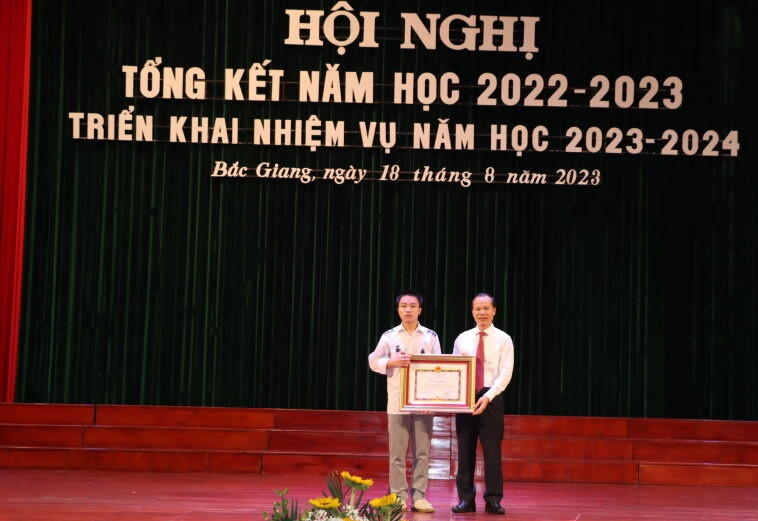 HỘI NGHỊ
TỔNG KẾT NĂM HỌC 2022-2023
TRIỂN KHAI NHIỆM VỤ NĂM HỌC 2023-2024
Bắc Giang, ngày 18 tháng 8 năm 2023